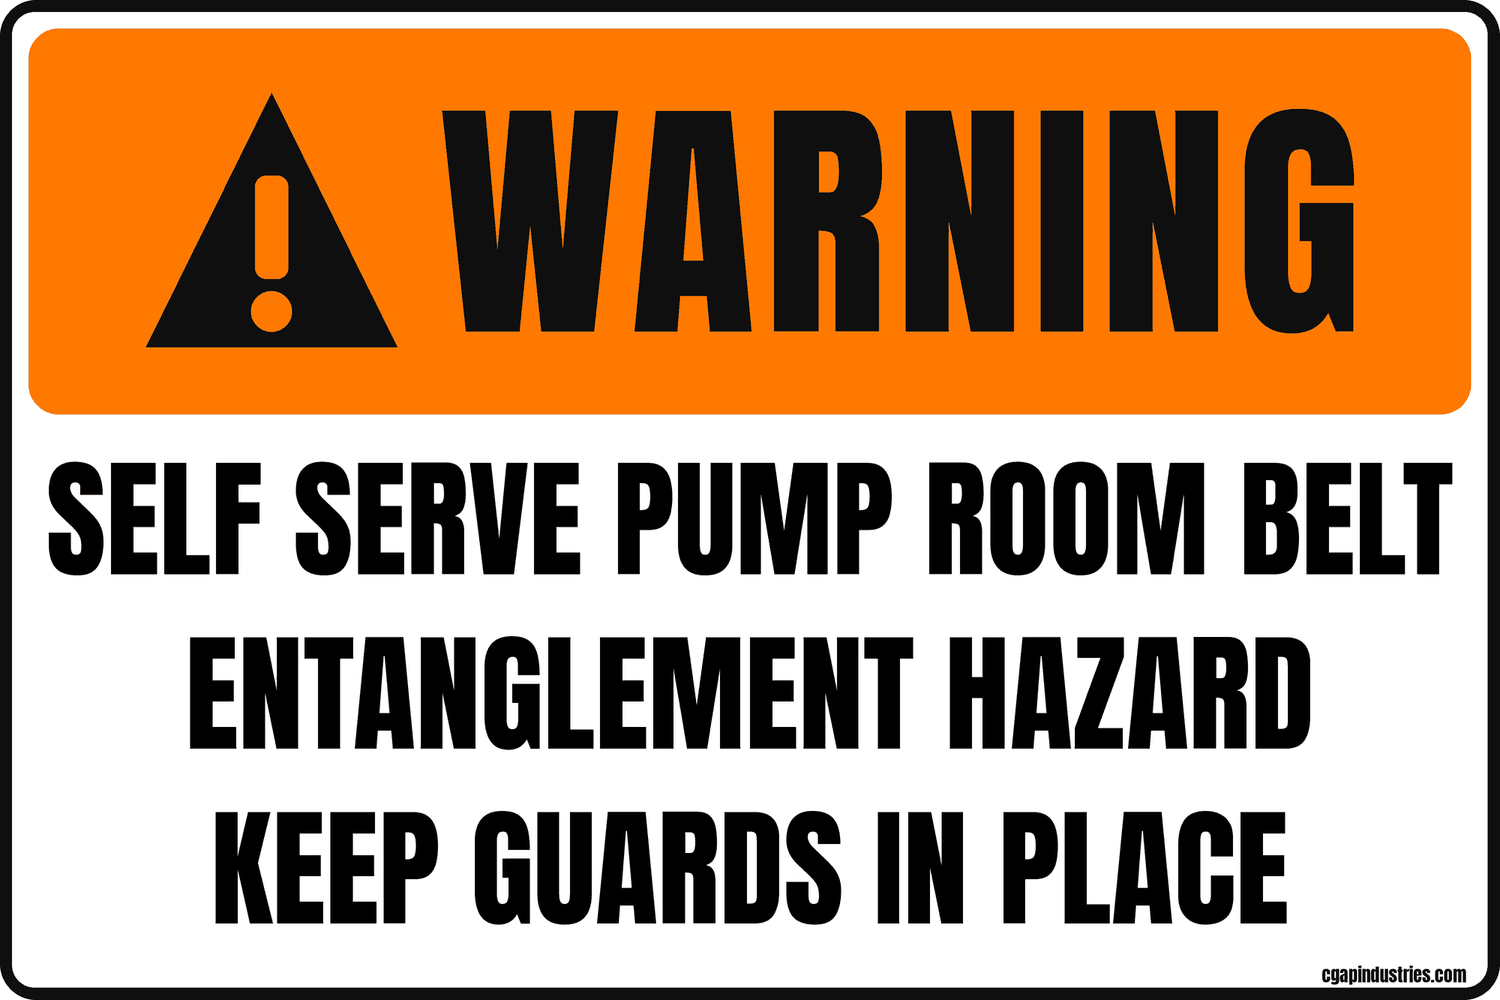 WARNING
SELF SERVE PUMP ROOM BELT
ENTANGLEMENT HAZARD
KEEP GUARDS IN PLACE
cgapindustries.com